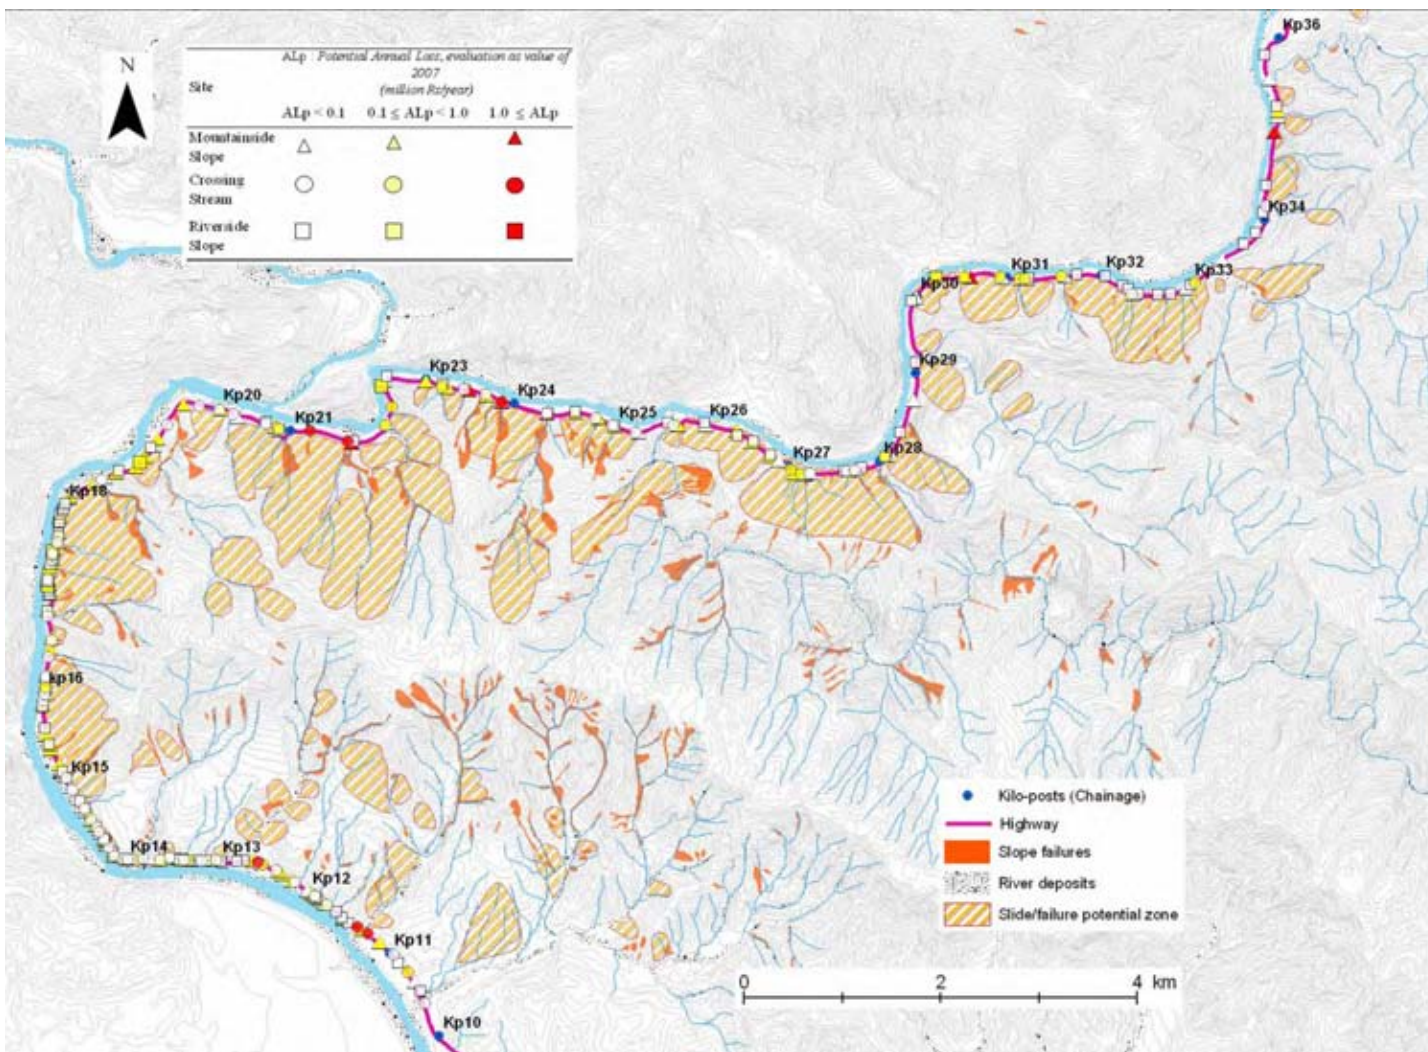 N
ALp : Potential Annual Loss, evaluation as value of
2007
(million Rs/year)
Site
ALp < 0.1 0.1 ≤ ALp < 1.0 1.0 ≤ ALp
Mountainside
Slope
Crossing
Stream
Riverside
Slope
Kp36
Kp34
Kp33
Kp32
Kp31
Kp30
Kp29
Kp28
Kp27
Kp26
Kp25
Kp24
Kp23
Kp21
Kp20
Kp18
kp16
Kp15
Kp14
Kp13
Kp12
Kp11
Kp10
Kilo-posts (Chainage)
Highway
Slope failures
River deposits
Slide/failure potential zone
0 2 4 km